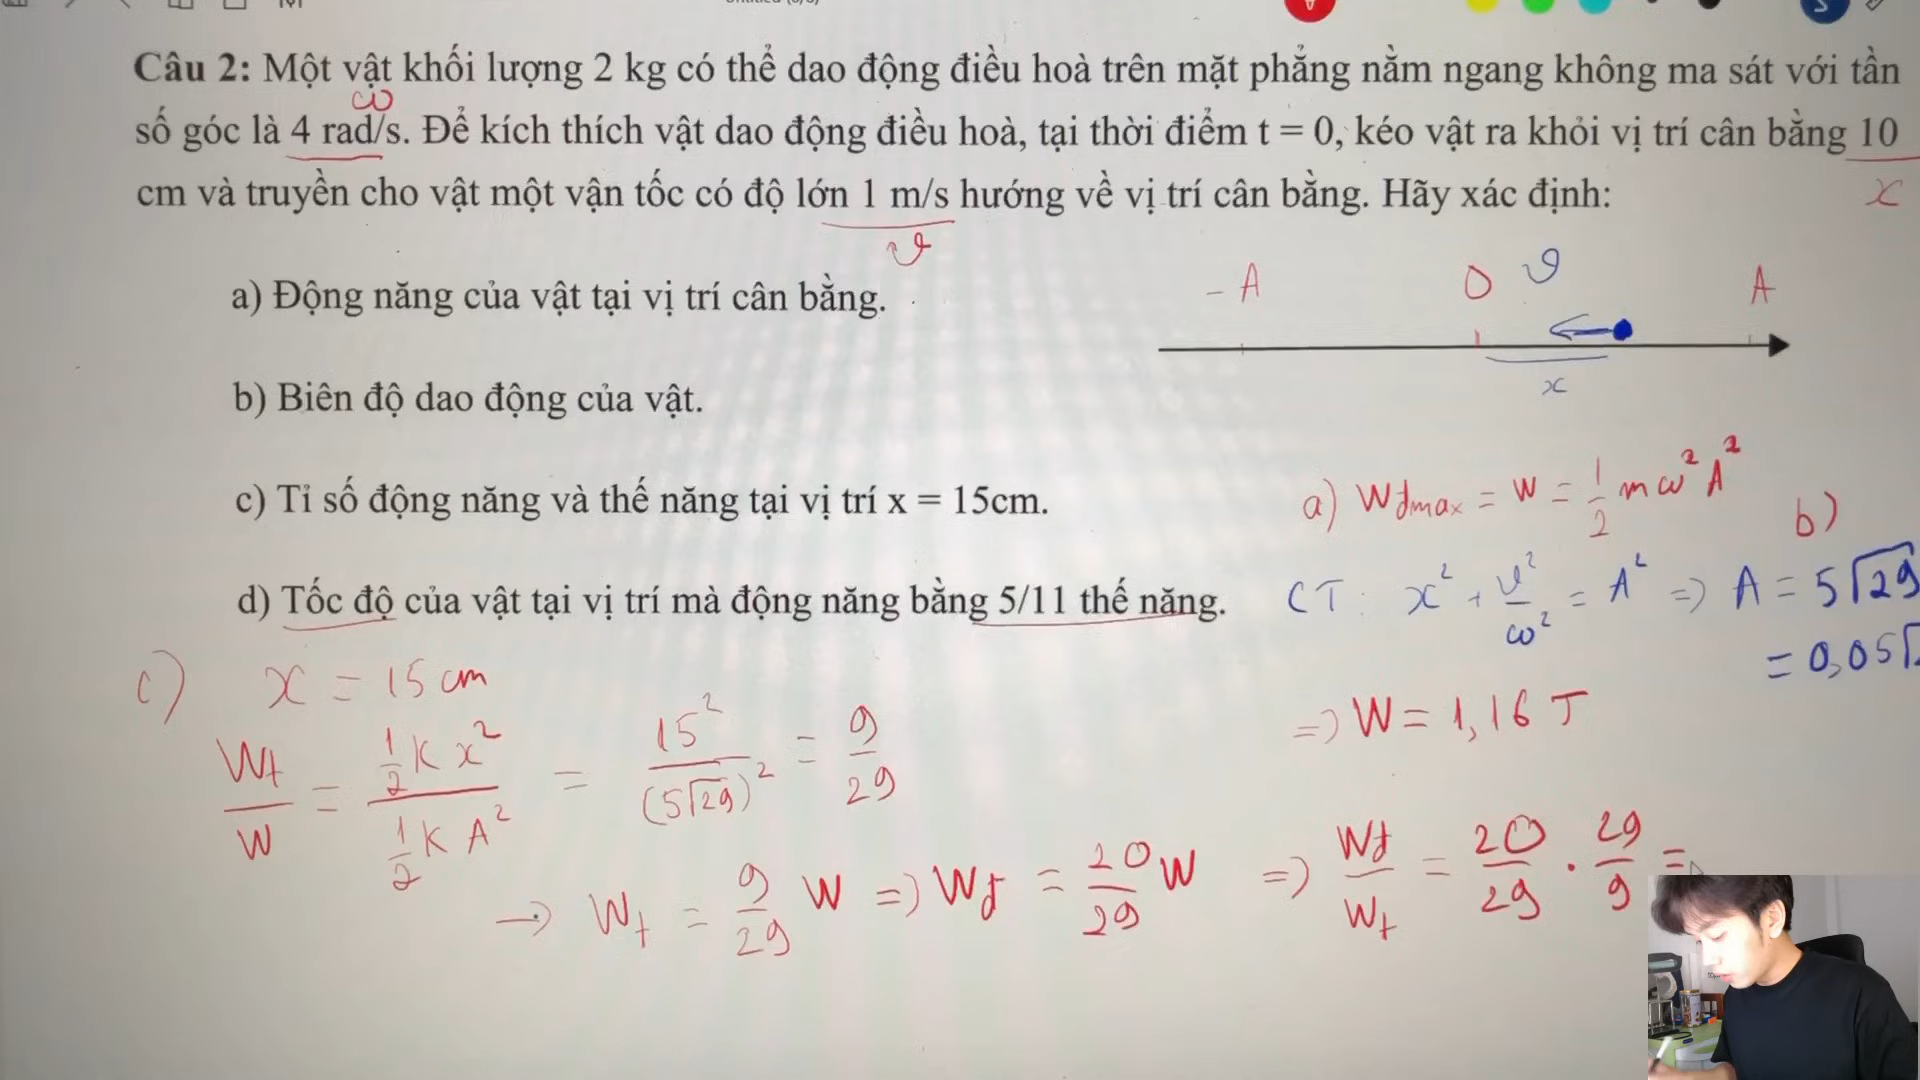 Câu 2: Một vật khối lượng 2 kg có thể dao động điều hoà trên mặt phẳng nằm ngang không ma sát với tần
ω
số góc là 4 rad/s. Để kích thích vật dao động điều hoà, tại thời điểm t = 0, kéo vật ra khỏi vị trí cân bằng 10
cm và truyền cho vật một vận tốc có độ lớn 1 m/s hướng về vị trí cân bằng. Hãy xác định:
x
v
a) Động năng của vật tại vị trí cân bằng.
-A O v A
x
b) Biên độ dao động của vật.
c) Tỉ số động năng và thế năng tại vị trí x = 15cm.
a) Wđmax = W = 1/2 mω²A²
b)
d) Tốc độ của vật tại vị trí mà động năng bằng 5/11 thế năng.
CT: x² + v²/ω² = A² => A = 5√29
= 0,05√
=> W = 1,16 J
c) x = 15 cm
Wt/W = (1/2 K x²)/(1/2 K A²) = 15²/(5√29)² = 9/29
→ Wt = 9/29 W => Wđ = 20/29 W => Wđ/Wt = 20/29 . 29/9 =